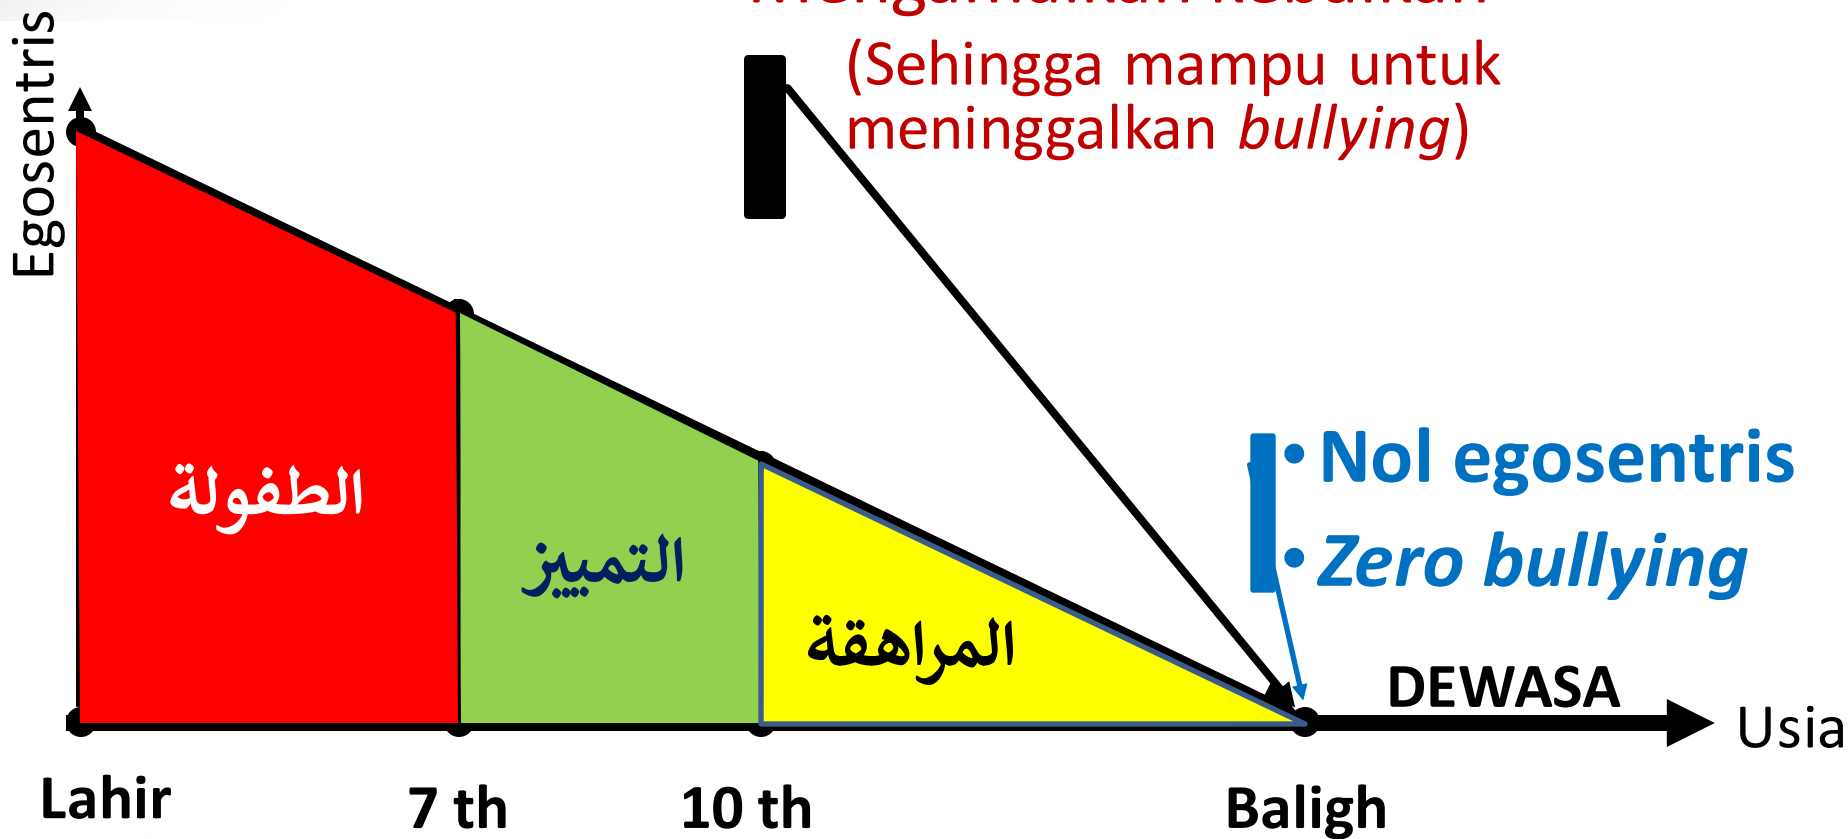 (Sehingga mampu untuk
meninggalkan bullying)
Egosentris
• Nol egosentris
• Zero bullying
الطفولة
التمييز
المراهقة
DEWASA
Usia
Lahir
7 th
10 th
Baligh